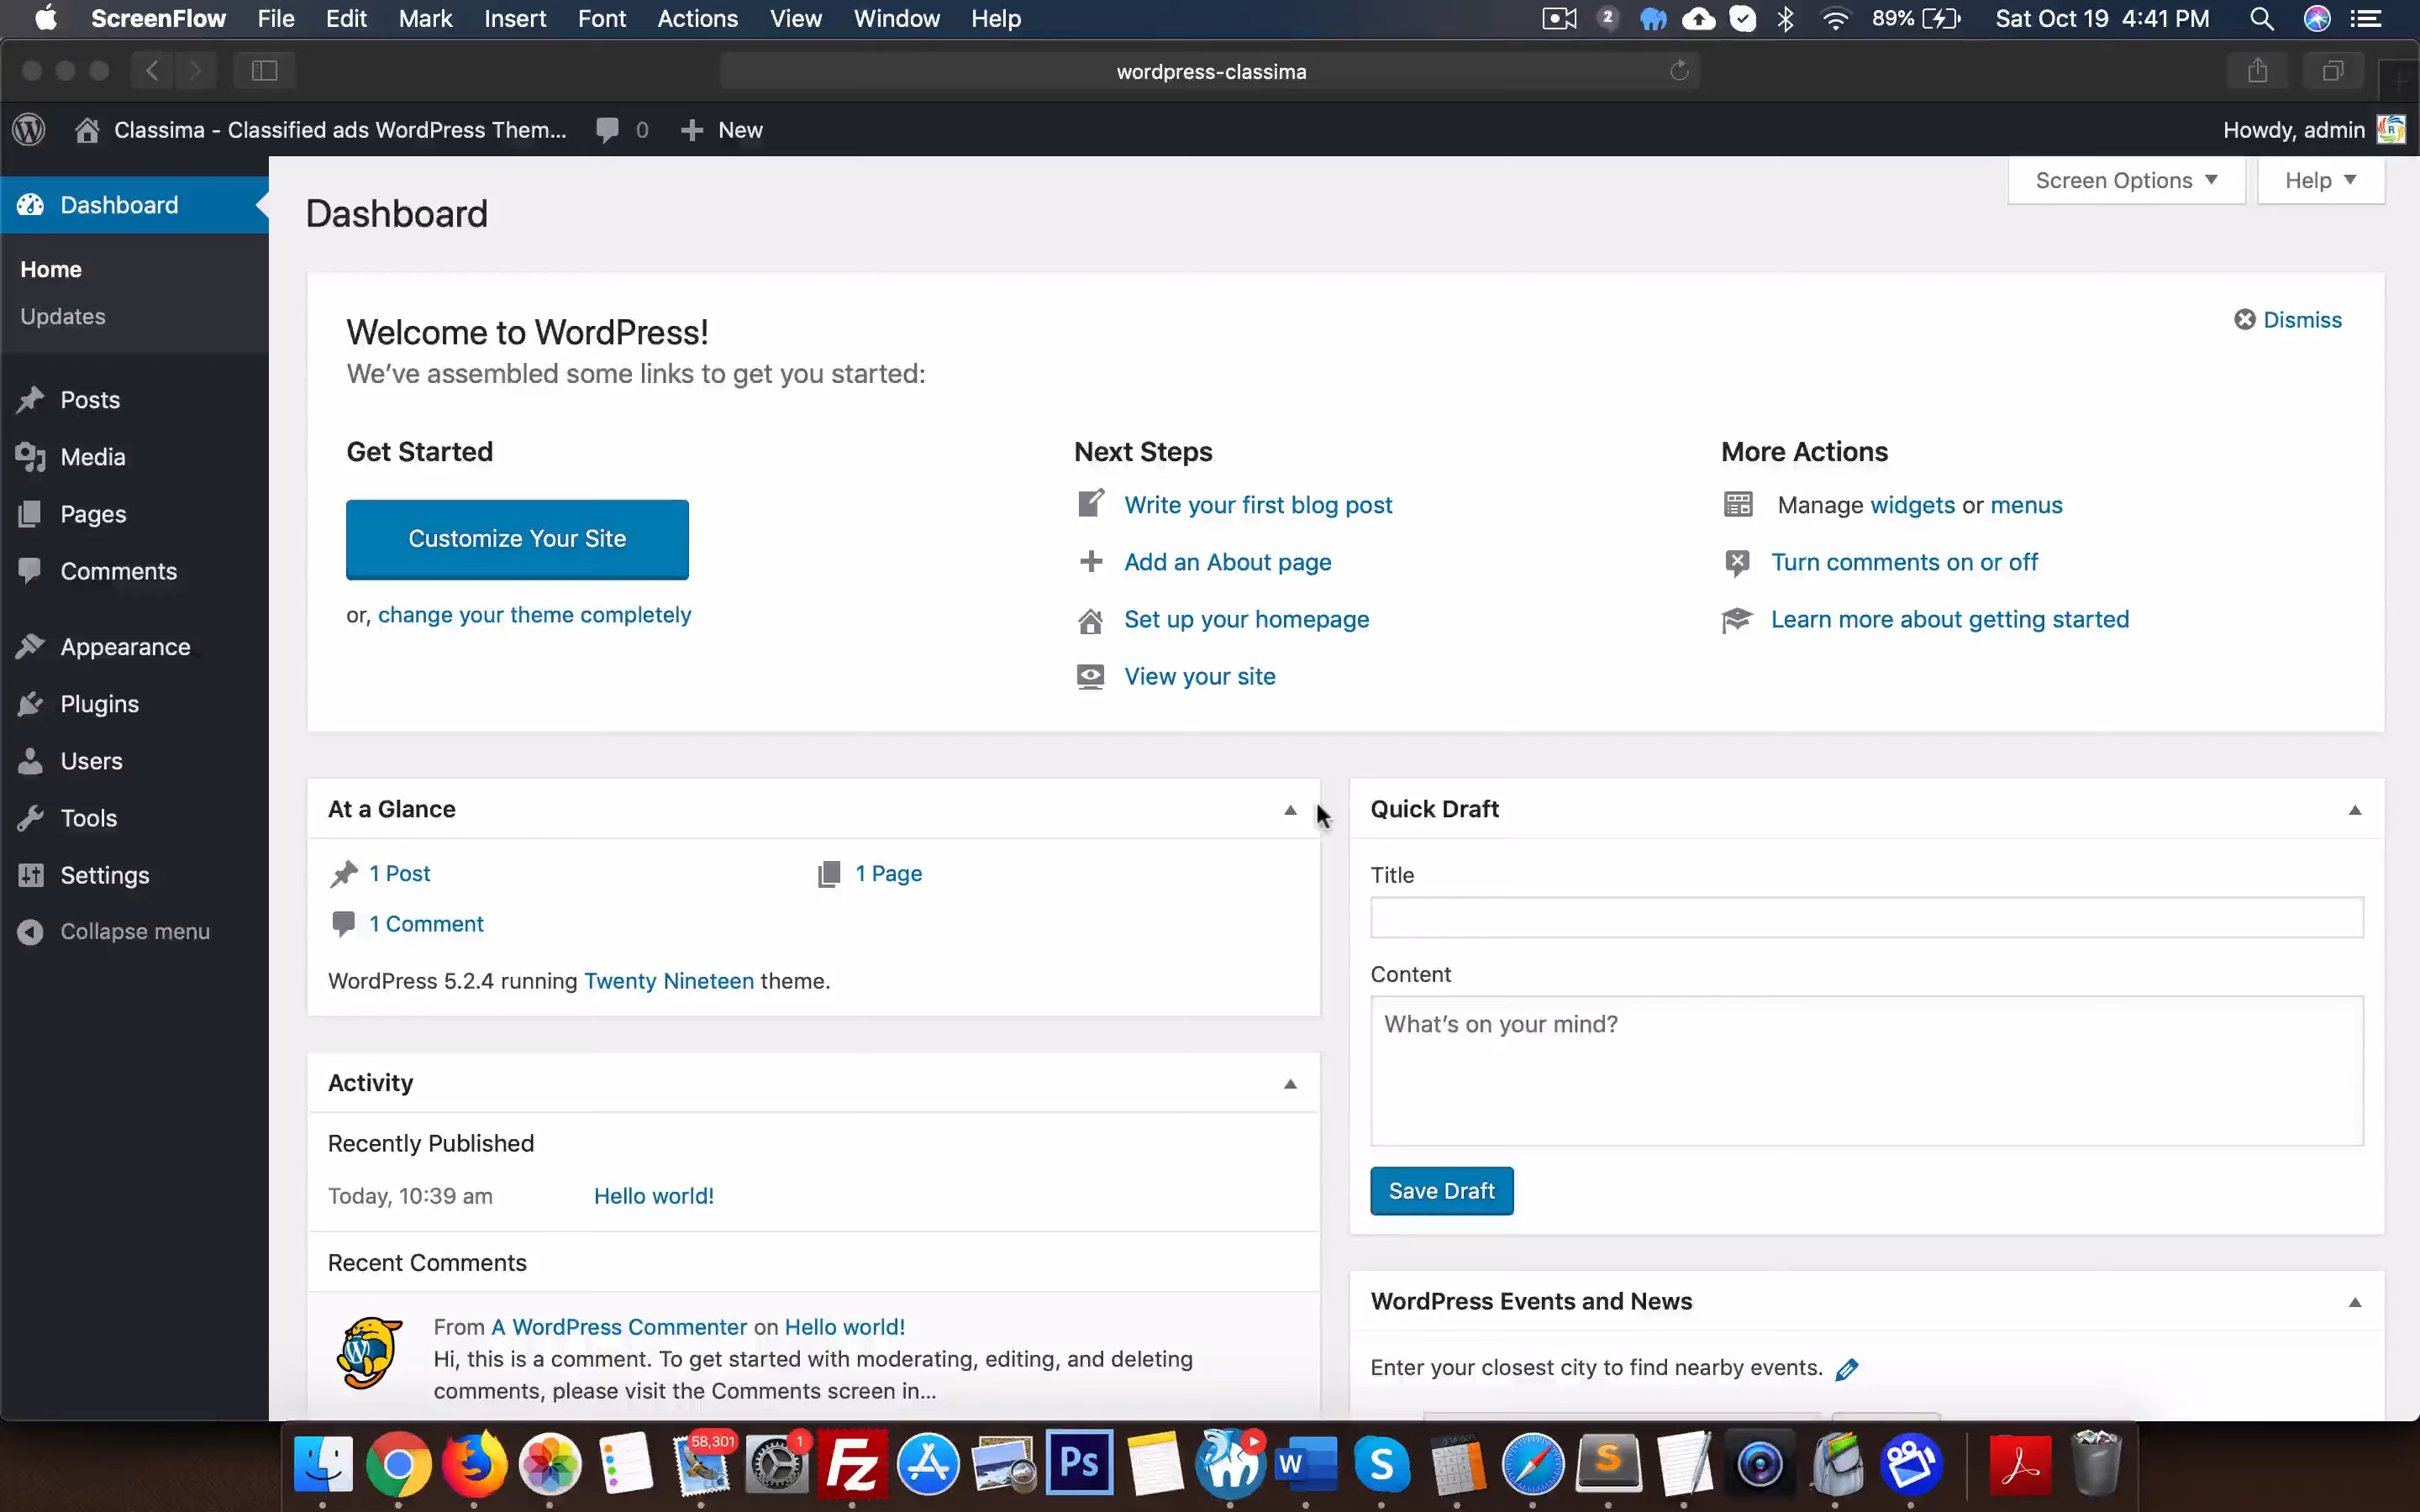 ScreenFlow File Edit Mark Insert Font Actions View Window Help 2 89% Sat Oct 19 4:41 PM
wordpress-classima
Classima - Classified ads WordPress Them... 0 New Howdy, admin
Screen Options Help
Dashboard
Home
Updates
Posts
Media
Pages
Comments
Appearance
Plugins
Users
Tools
Settings
Collapse menu
Dashboard
Welcome to WordPress!
Dismiss
We've assembled some links to get you started:
Get Started
Customize Your Site
or, change your theme completely
Next Steps
Write your first blog post
Add an About page
Set up your homepage
View your site
More Actions
Manage widgets or menus
Turn comments on or off
Learn more about getting started
At a Glance
1 Post
1 Page
1 Comment
WordPress 5.2.4 running Twenty Nineteen theme.
Activity
Recently Published
Today, 10:39 am Hello world!
Recent Comments
From A WordPress Commenter on Hello world!
Hi, this is a comment. To get started with moderating, editing, and deleting
comments, please visit the Comments screen in...
Quick Draft
Title
Content
What's on your mind?
Save Draft
WordPress Events and News
Enter your closest city to find nearby events.
58,301 1 Fz Ps W S S